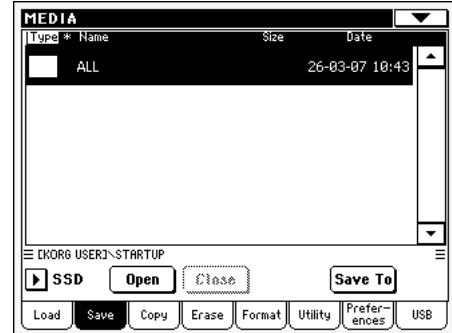 MEDIA
Type * Name Size Date
ALL 26-03-07 10:43
[KORG USER]\STARTUP
SSD Open Close Save To
Load Save Copy Erase Format Utility Prefer-
ences USB